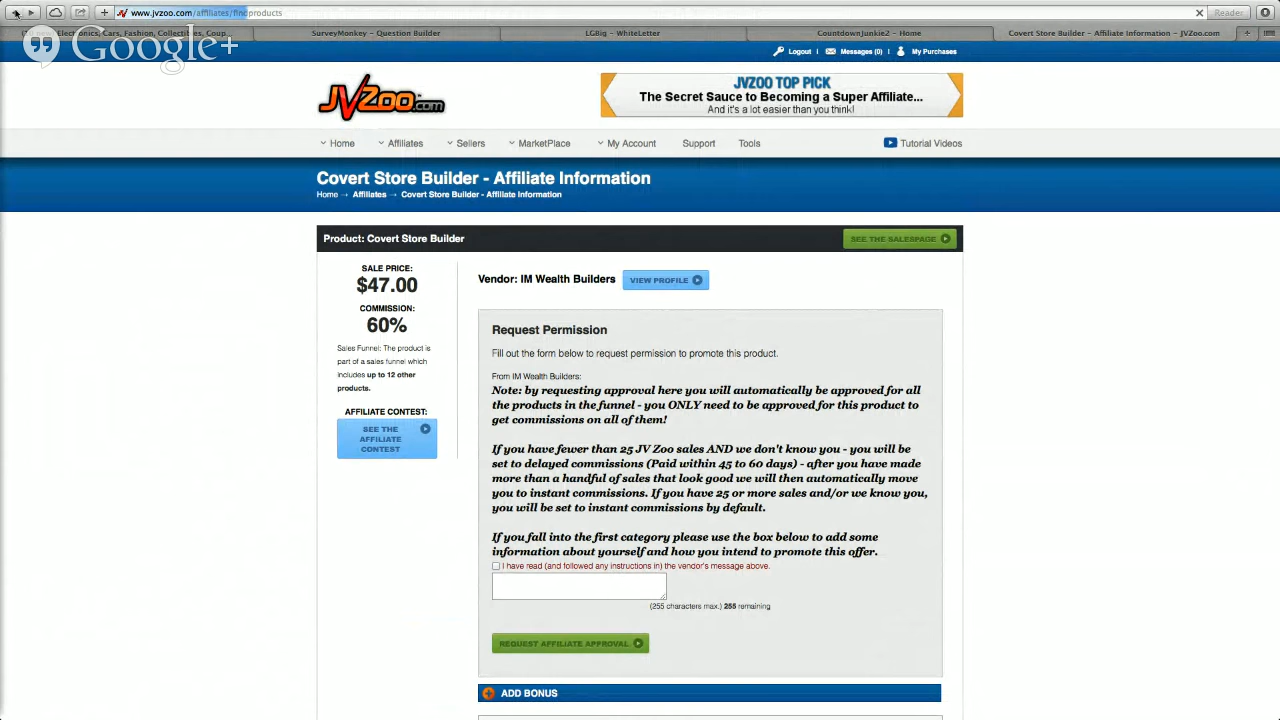 www.jvzoo.com/affiliates/findproducts
Reader
Electronics, Cars, Fashion, Collectibles, Coup...
SurveyMonkey - Question Builder
LGBig - WhiteLetter
CountdownJunkie2 - Home
Covert Store Builder - Affiliate Information - JVZoo.com
Google+
Logout | Messages (0) | My Purchases
JVZoo.com
JVZOO TOP PICK
The Secret Sauce to Becoming a Super Affiliate...
And it's a lot easier than you think!
Home Affiliates Sellers MarketPlace My Account Support Tools Tutorial Videos
Covert Store Builder - Affiliate Information
Home → Affiliates → Covert Store Builder - Affiliate Information
Product: Covert Store Builder
SEE THE SALESPAGE
SALE PRICE:
$47.00
COMMISSION:
60%
Sales Funnel: The product is
part of a sales funnel which
includes up to 12 other
products.
AFFILIATE CONTEST:
SEE THE
AFFILIATE
CONTEST
Vendor: IM Wealth Builders
VIEW PROFILE
Request Permission
Fill out the form below to request permission to promote this product.
From IM Wealth Builders:
Note: by requesting approval here you will automatically be approved for all
the products in the funnel - you ONLY need to be approved for this product to
get commissions on all of them!
If you have fewer than 25 JV Zoo sales AND we don't know you - you will be
set to delayed commissions (Paid within 45 to 60 days) - after you have made
more than a handful of sales that look good we will then automatically move
you to instant commissions. If you have 25 or more sales and/or we know you,
you will be set to instant commissions by default.
If you fall into the first category please use the box below to add some
information about yourself and how you intend to promote this offer.
I have read (and followed any instructions in) the vendor's message above.
(255 characters max.) 255 remaining
REQUEST AFFILIATE APPROVAL
ADD BONUS